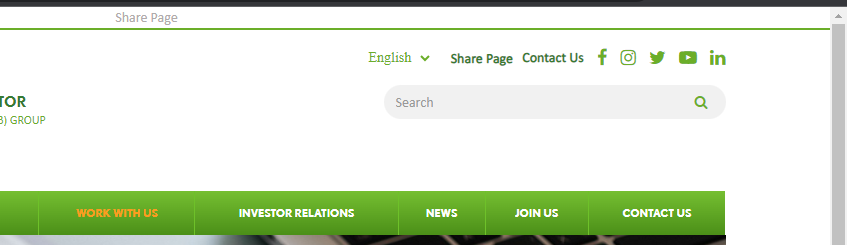 Share Page
English Share Page Contact Us
Search
TOR
) GROUP
WORK WITH US INVESTOR RELATIONS NEWS JOIN US CONTACT US